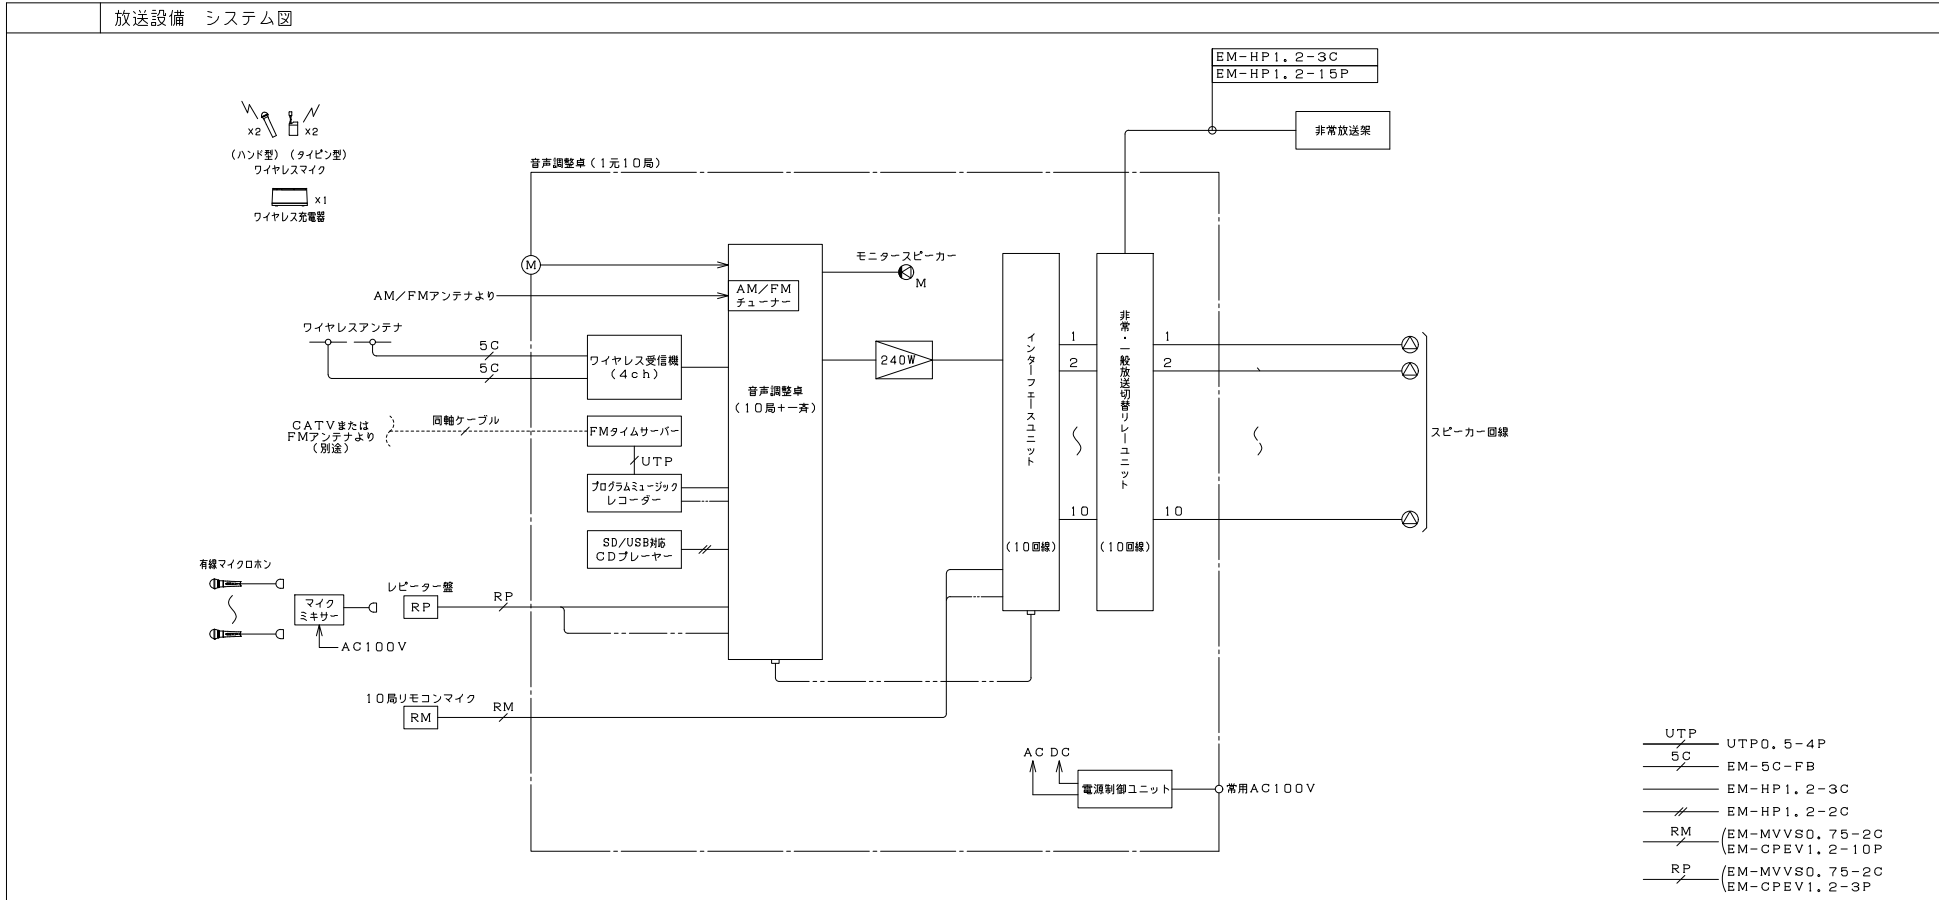 放送設備　システム図
EM-HP1.2-3C
EM-HP1.2-15P
非常放送架
x2
x2
(ハンド型) (タイピン型)
ワイヤレスマイク
x1
ワイヤレス充電器
音声調整卓(1元10局)
M
モニタースピーカー
M
AM/FMアンテナより
AM/FM
チューナー
ワイヤレスアンテナ
5C
5C
ワイヤレス受信機
(4ch)
240W
音声調整卓
(10局+一斉)
インターフェースユニット
(10回線)
非常・一般放送切替リレーユニット
(10回線)
1
2
10
1
2
10
スピーカー回線
CATVまたは
FMアンテナより
(別途)
同軸ケーブル
FMタイムサーバー
UTP
プログラムミュージック
レコーダー
SD/USB対応
CDプレーヤー
有線マイクロホン
マイク
ミキサー
AC100V
レピーター盤
RP
RP
10局リモコンマイク
RM
RM
AC DC
電源制御ユニット
常用AC100V
UTP
UTP0.5-4P
5C
EM-5C-FB
EM-HP1.2-3C
EM-HP1.2-2C
RM
EM-MVVS0.75-2C
EM-CPEV1.2-10P
RP
EM-MVVS0.75-2C
EM-CPEV1.2-3P